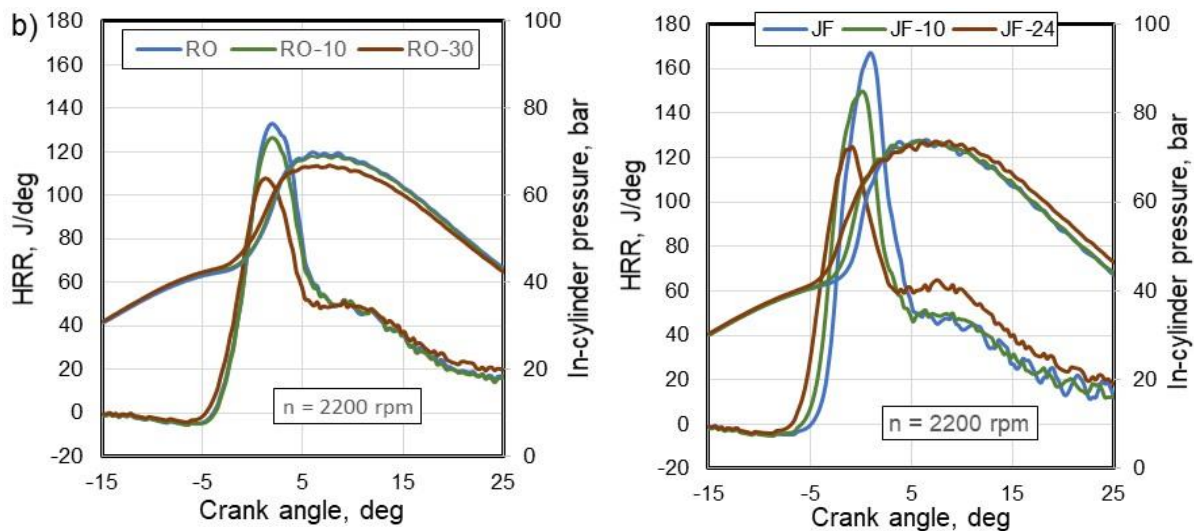 b)
HRR, J/deg
180
160
140
120
100
80
60
40
20
0
-20
RO RO-10 RO-30
n = 2200 rpm
100
80
60
40
20
0
In-cylinder pressure, bar
-15 -5 5 15 25
Crank angle, deg
HRR, J/deg
180
160
140
120
100
80
60
40
20
0
-20
JF JF-10 JF-24
n = 2200 rpm
100
80
60
40
20
0
In-cylinder pressure, bar
-15 -5 5 15 25
Crank angle, deg